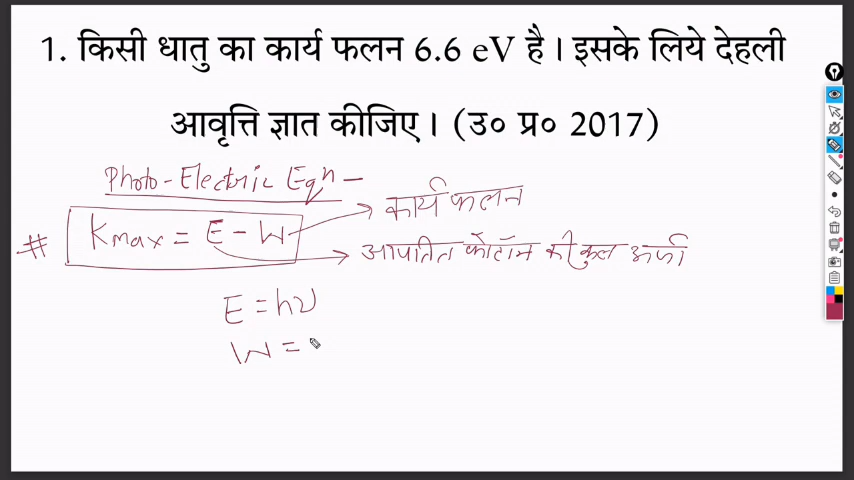 1. किसी धातु का कार्य फलन 6.6 eV है। इसके लिये देहली
आवृत्ति ज्ञात कीजिए। (उ० प्र० 2017)
Photo-Electric Eqn –
# Kmax = E – W → कार्य फलन
→ आपतित फोटॉन की कुल ऊर्जा
E = hν
W =